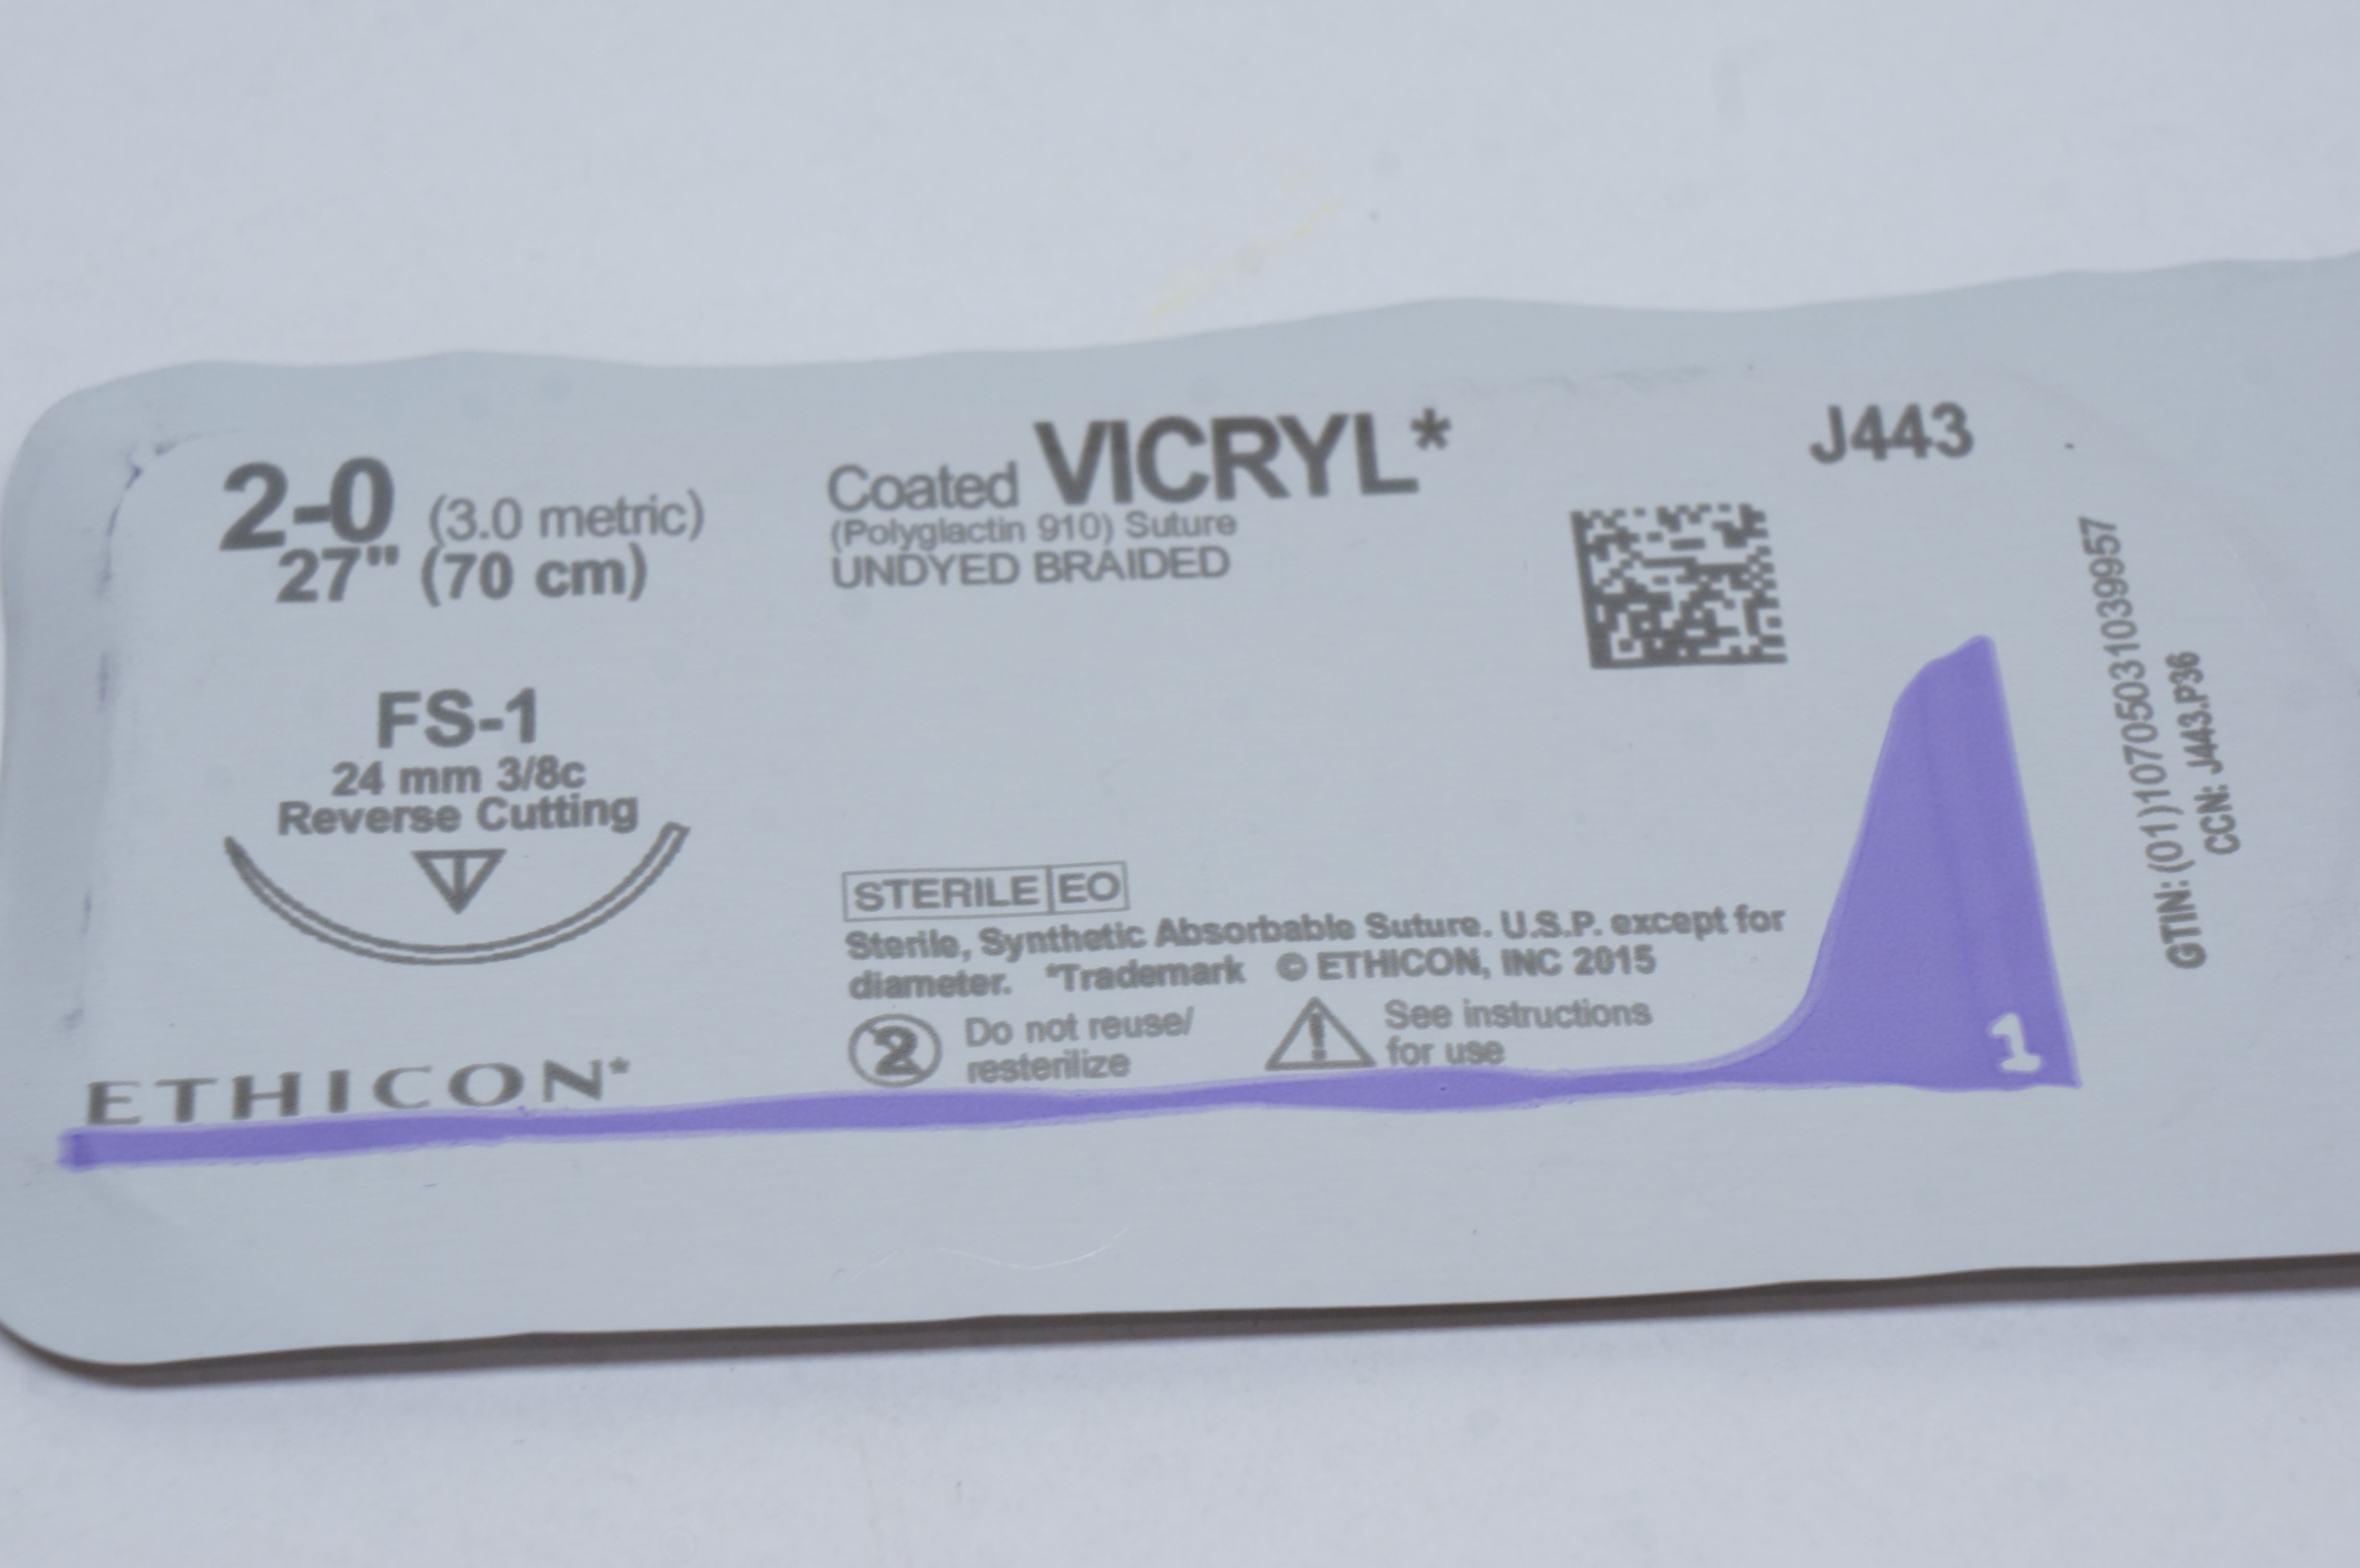 2-0 (3.0 metric)
27" (70 cm)
FS-1
24 mm 3/8c
Reverse Cutting
ETHICON*
Coated VICRYL*
(Polyglactin 910) Suture
UNDYED BRAIDED
STERILE EO
Sterile, Synthetic Absorbable Suture. U.S.P. except for
diameter. *Trademark © ETHICON, INC 2015
2 Do not reuse/
resterilize
! See instructions
for use
J443
1
GTIN: (01)10705031039957
CCN: J443.P36